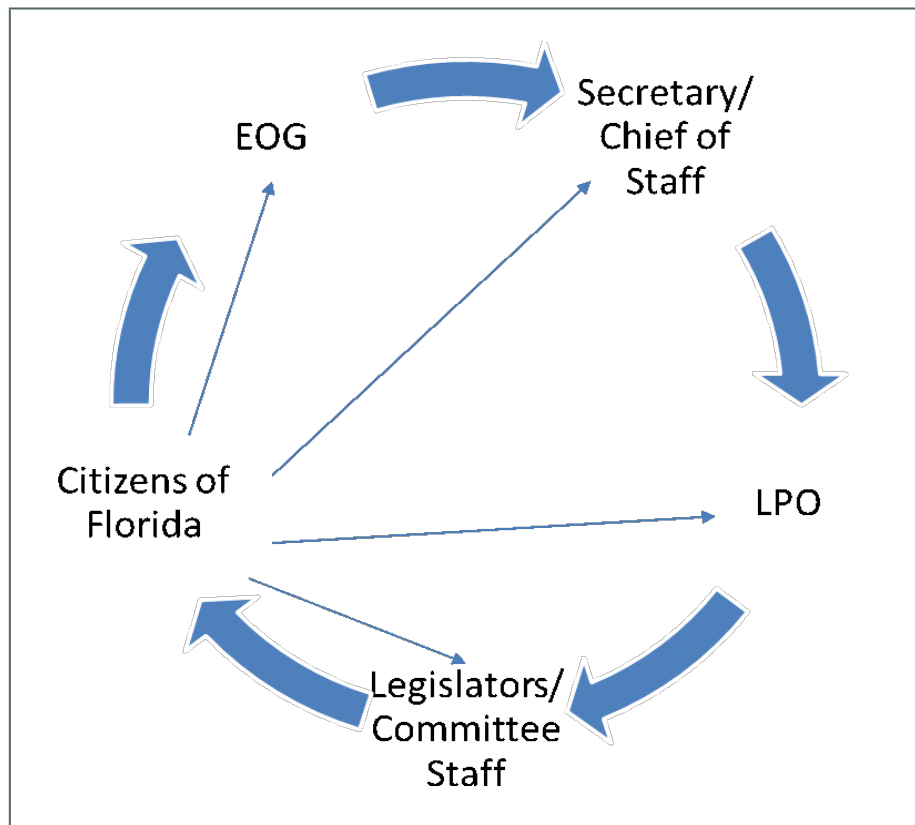 EOG
Secretary/
Chief of
Staff
Citizens of
Florida
LPO
Legislators/
Committee
Staff